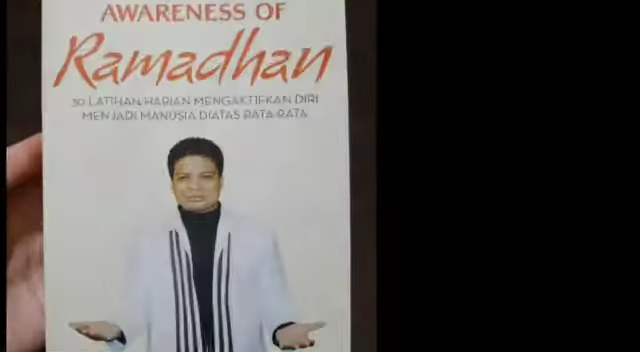 AWARENESS OF
Ramadhan
30 LATIHAN HARIAN MENGAKTIFKAN DIRI
MENJADI MANUSIA DIATAS RATA-RATA